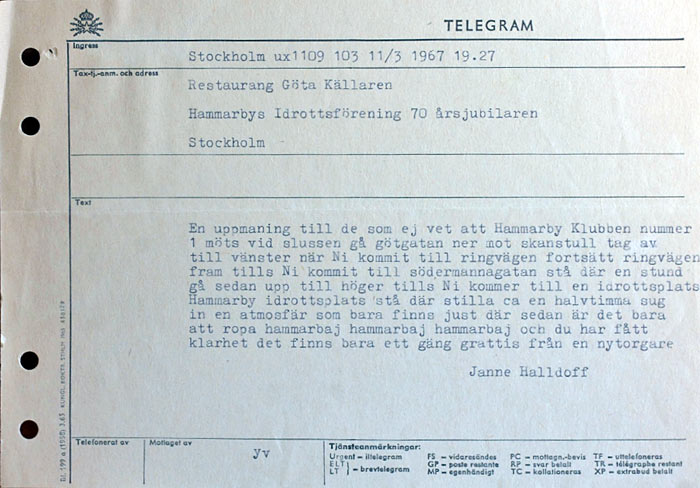 TELEGRAM
Ingress
Stockholm ux1109 103 11/3 1967 19.27
Tax-tj.-anm. och adress
Restaurang Göta Källaren
Hammarbys Idrottsförening 70 årsjubilaren
Stockholm
Text
En uppmaning till de som ej vet att Hammarby Klubben nummer
1 möts vid slussen gå götgatan ner mot skanstull tag av
till vänster när Ni kommit till ringvägen fortsätt ringvägen
fram tills Ni kommit till södermannagatan stå där en stund
gå sedan upp till höger tills Ni kommer till en idrottsplats
Hammarby idrottsplats stå där stilla ca en halvtimma sug
in en atmosfär som bara finns just där sedan är det bara
att ropa hammarbaj hammarbaj hammarbaj och du har fått
klarhet det finns bara ett gäng grattis från en nytorgare
Janne Halldoff
Telefonerat av
Mottaget av
yv
Tjänsteanmärkningar:
Urgent – iltelegram
ELT
LT } – brevtelegram
FS – vidaresändes
GP – poste restante
MP – egenhändigt
PC – mottagn.-bevis
RP – svar betalt
TC – kollationeras
TF – uttelefoneras
TR – télégraphe restant
XP – extrabud betalt